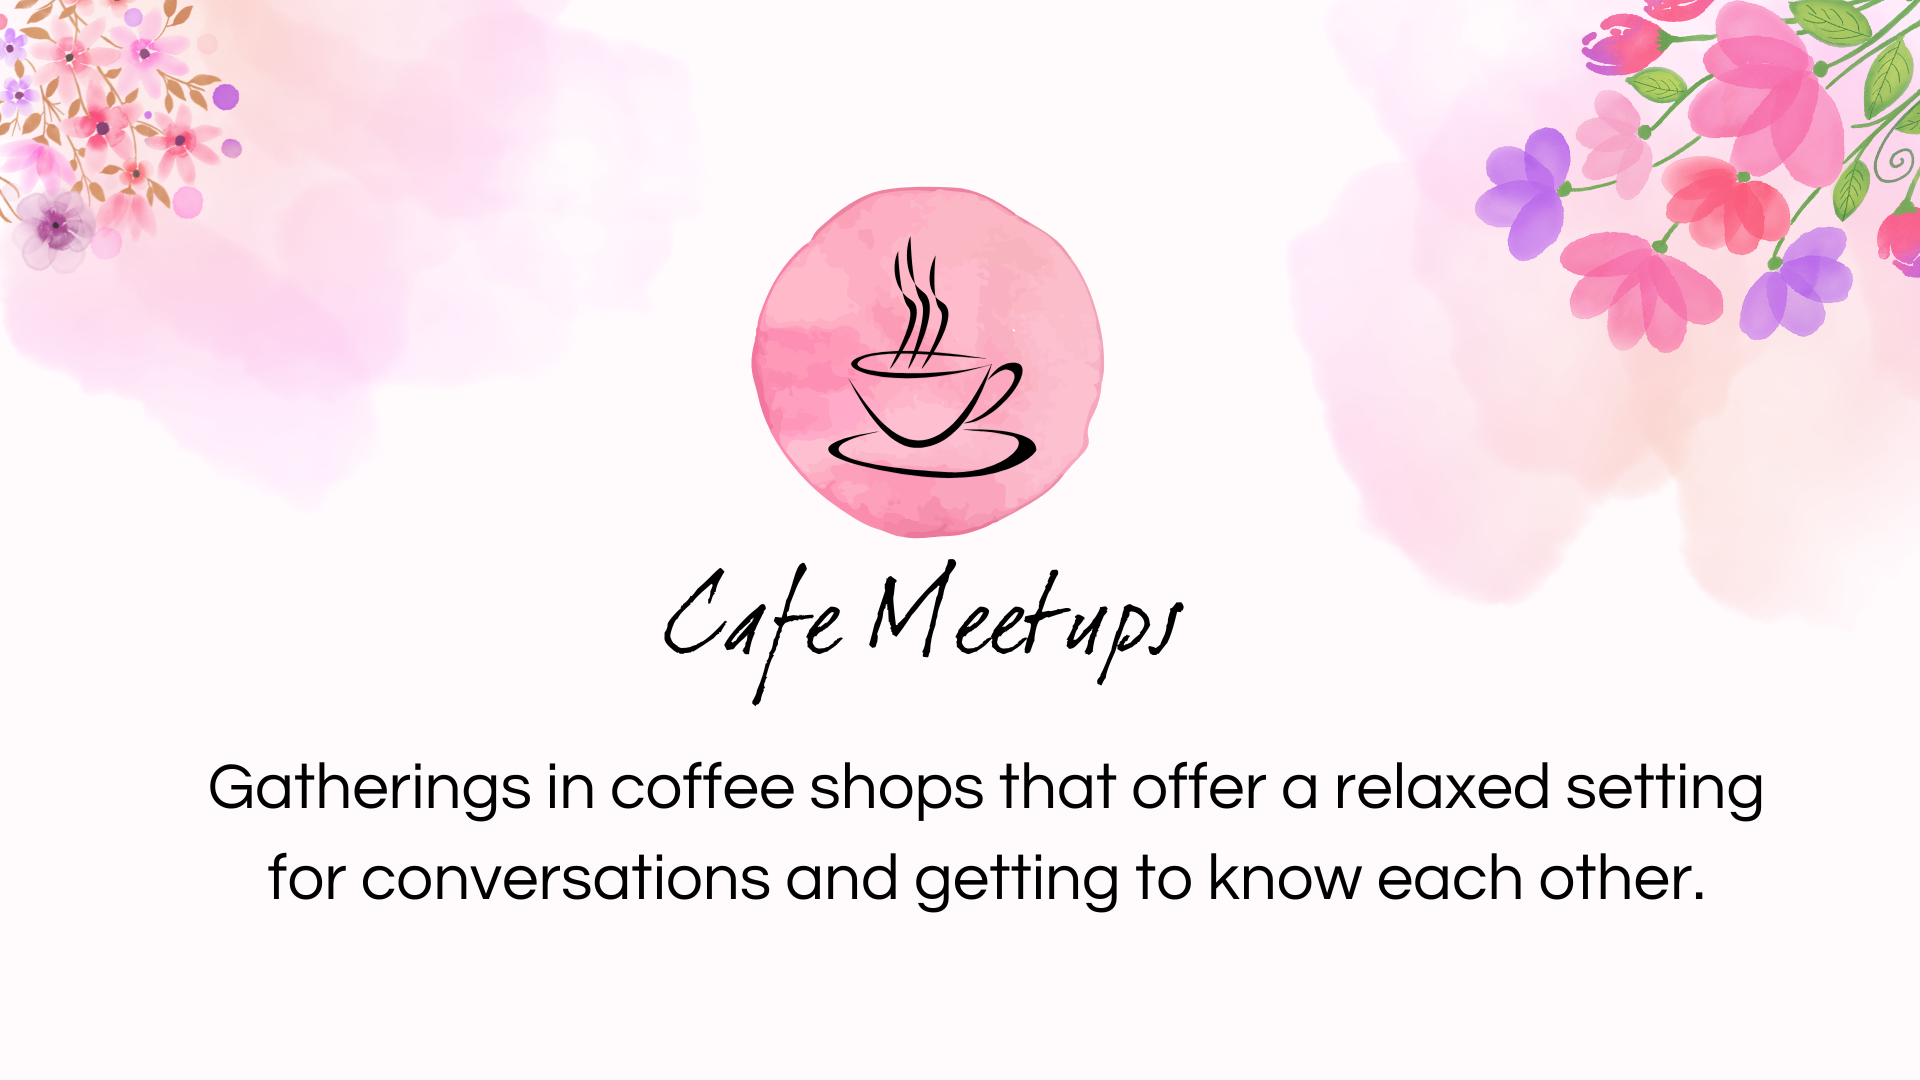 Cafe Meetups
Gatherings in coffee shops that offer a relaxed setting
for conversations and getting to know each other.